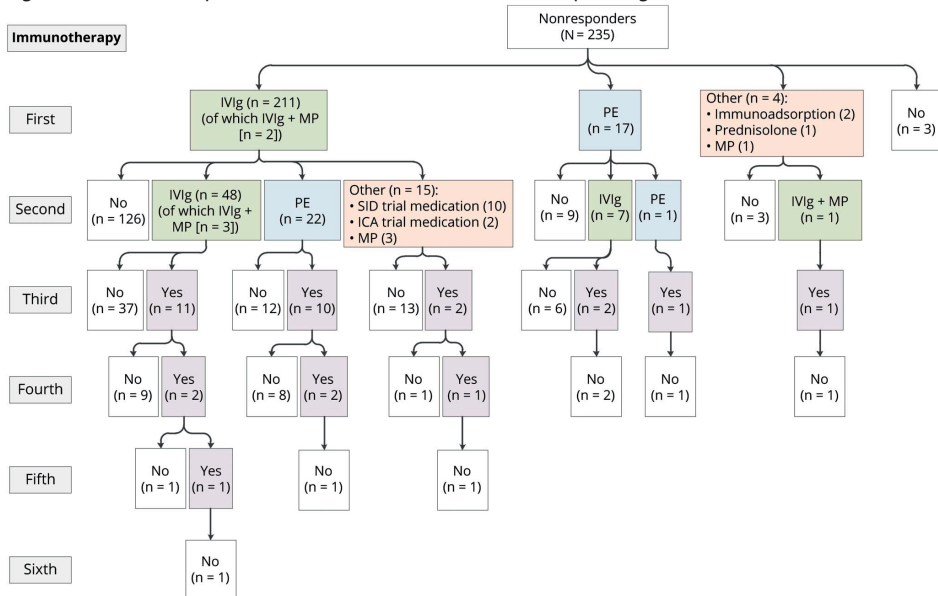 Nonresponders
(N = 235)
Immunotherapy
First
IVIg (n = 211)
(of which IVIg + MP
[n = 2])
PE
(n = 17)
Other (n = 4):
• Immunoadsorption (2)
• Prednisolone (1)
• MP (1)
No
(n = 3)
Second
No
(n = 126)
IVIg (n = 48)
(of which IVIg +
MP [n = 3])
PE
(n = 22)
Other (n = 15):
• SID trial medication (10)
• ICA trial medication (2)
• MP (3)
No
(n = 9)
IVIg
(n = 7)
PE
(n = 1)
No
(n = 3)
IVIg + MP
(n = 1)
Third
No
(n = 37)
Yes
(n = 11)
No
(n = 12)
Yes
(n = 10)
No
(n = 13)
Yes
(n = 2)
No
(n = 6)
Yes
(n = 2)
Yes
(n = 1)
Yes
(n = 1)
Fourth
No
(n = 9)
Yes
(n = 2)
No
(n = 8)
Yes
(n = 2)
No
(n = 1)
Yes
(n = 1)
No
(n = 2)
No
(n = 1)
No
(n = 1)
Fifth
No
(n = 1)
Yes
(n = 1)
No
(n = 1)
No
(n = 1)
Sixth
No
(n = 1)